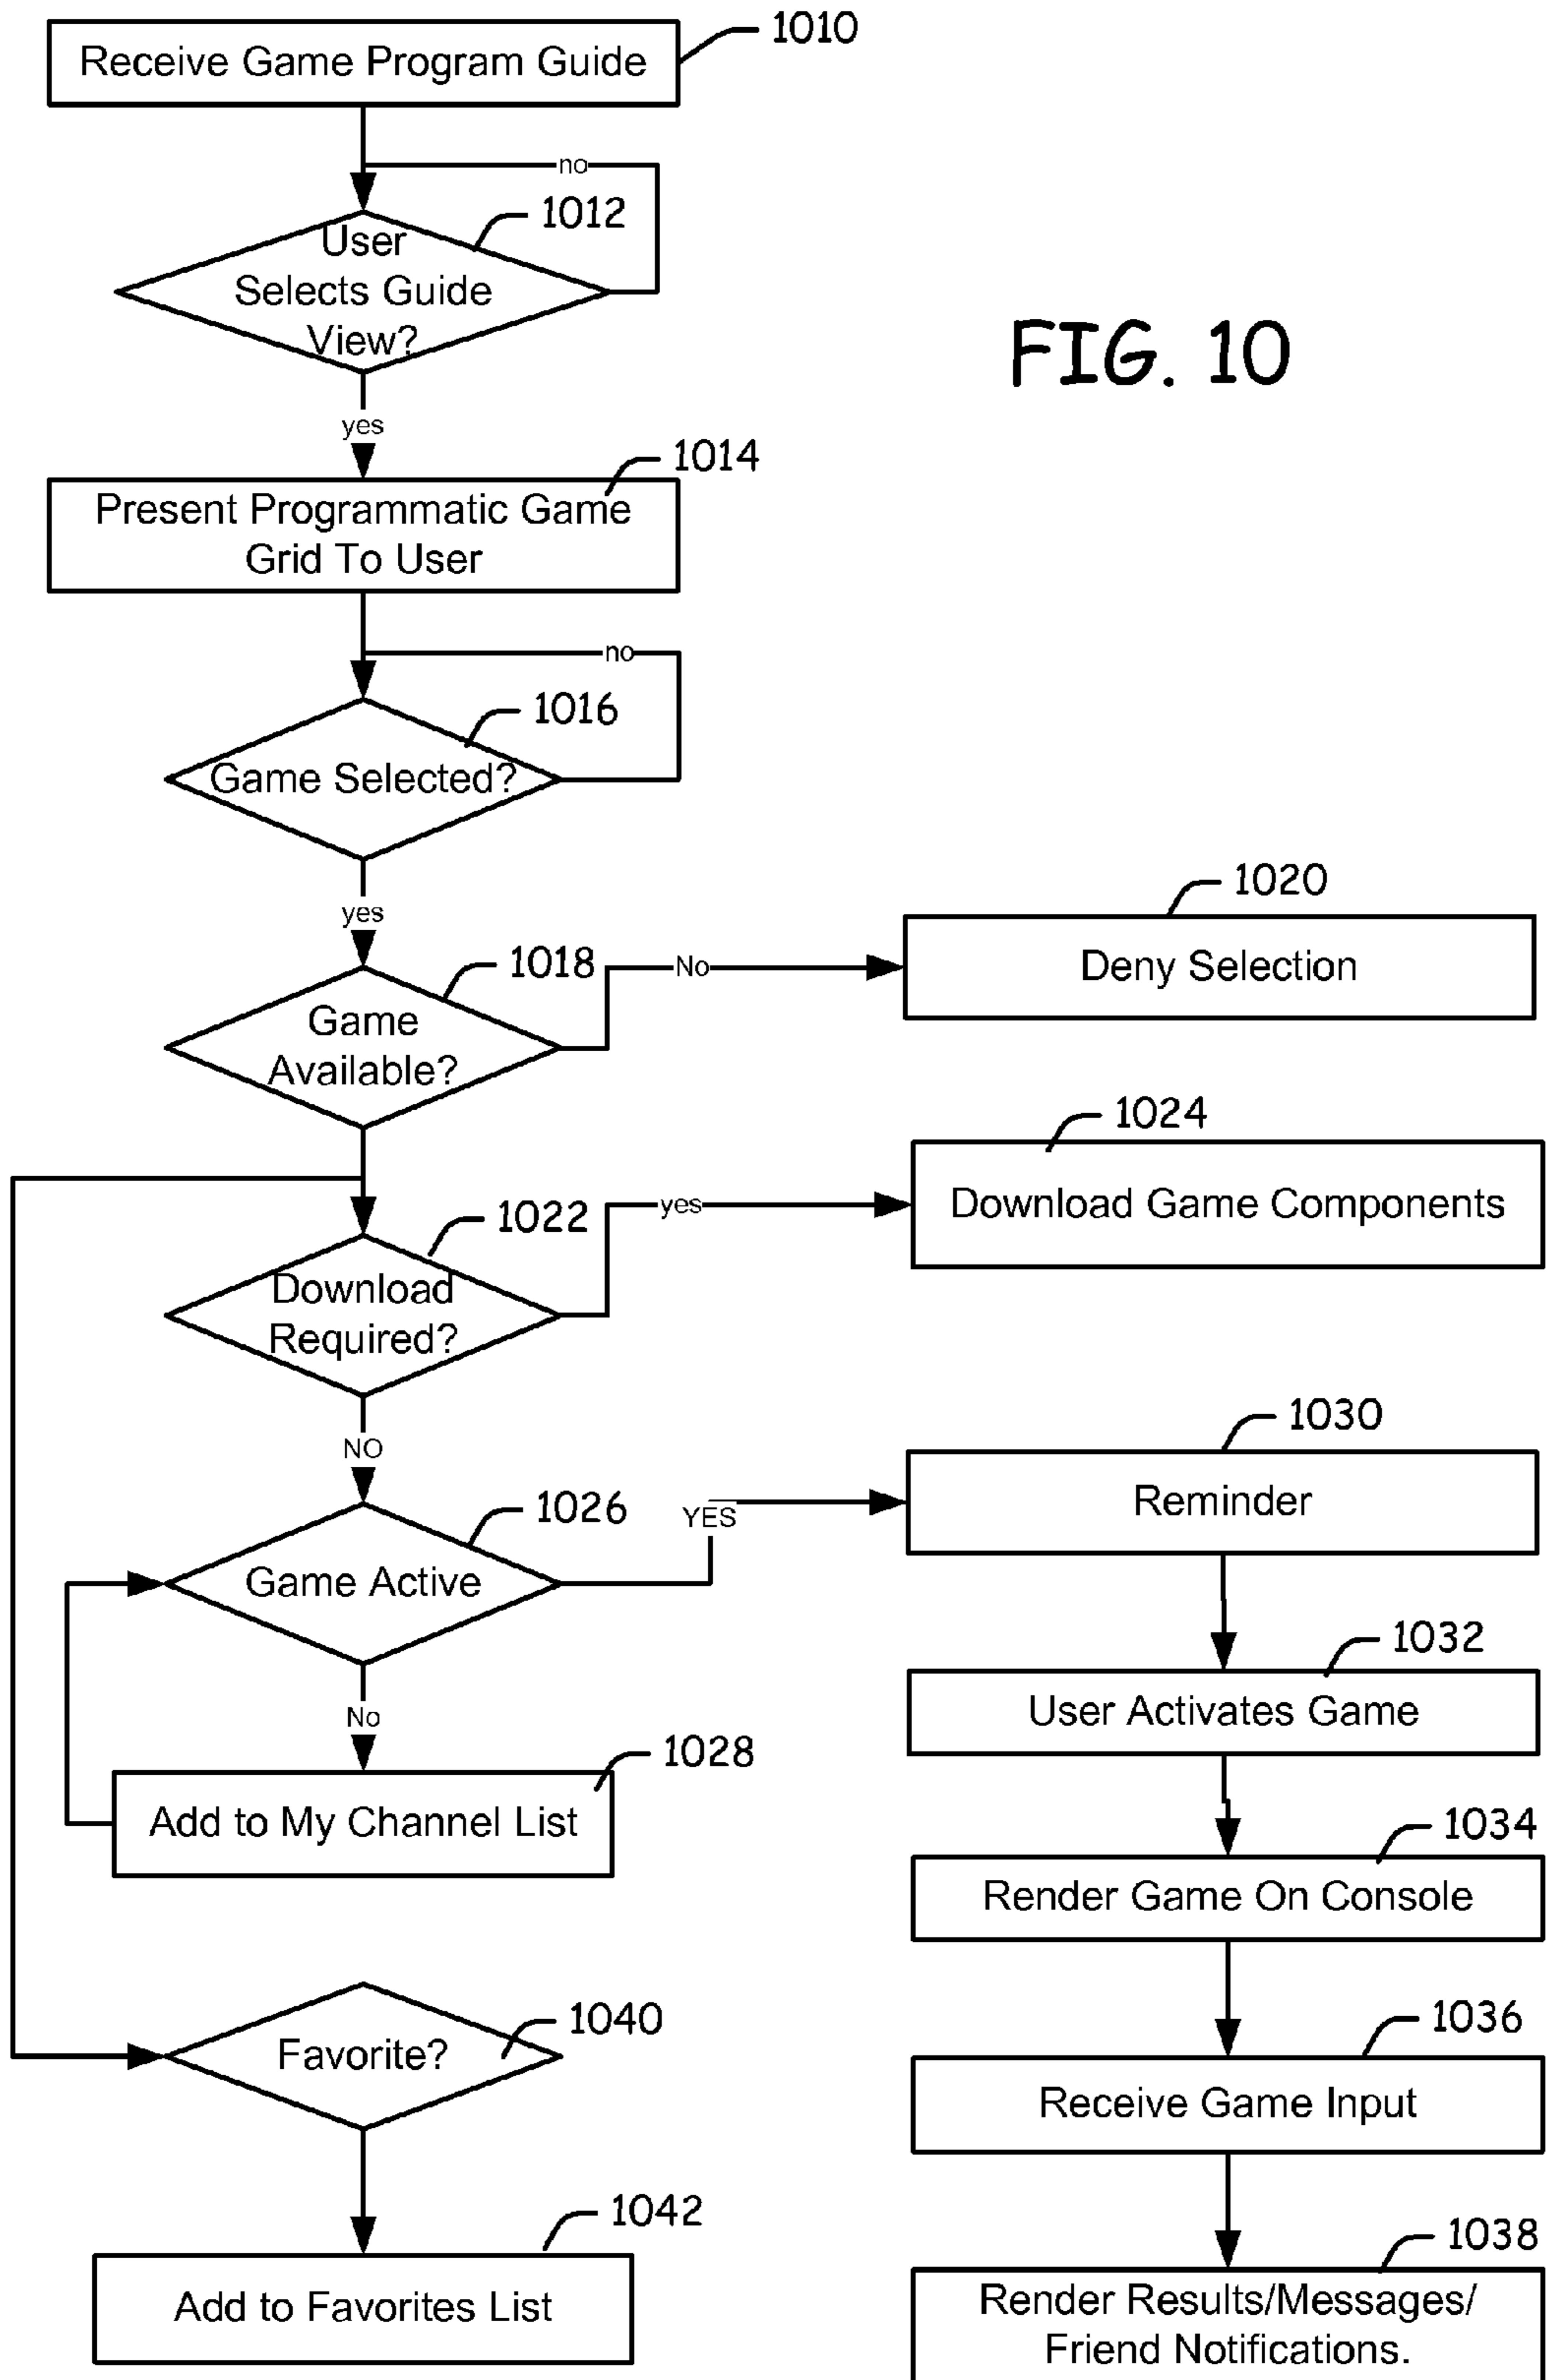 1010
Receive Game Program Guide
no
1012
User
Selects Guide
View?
FIG. 10
yes
1014
Present Programmatic Game
Grid To User
no
1016
Game Selected?
yes
1018
Game
Available?
No
1020
Deny Selection
1022
Download
Required?
yes
1024
Download Game Components
NO
1026
Game Active
YES
1030
Reminder
No
1028
Add to My Channel List
1032
User Activates Game
1034
Render Game On Console
1036
Receive Game Input
1038
Render Results/Messages/
Friend Notifications.
1040
Favorite?
1042
Add to Favorites List